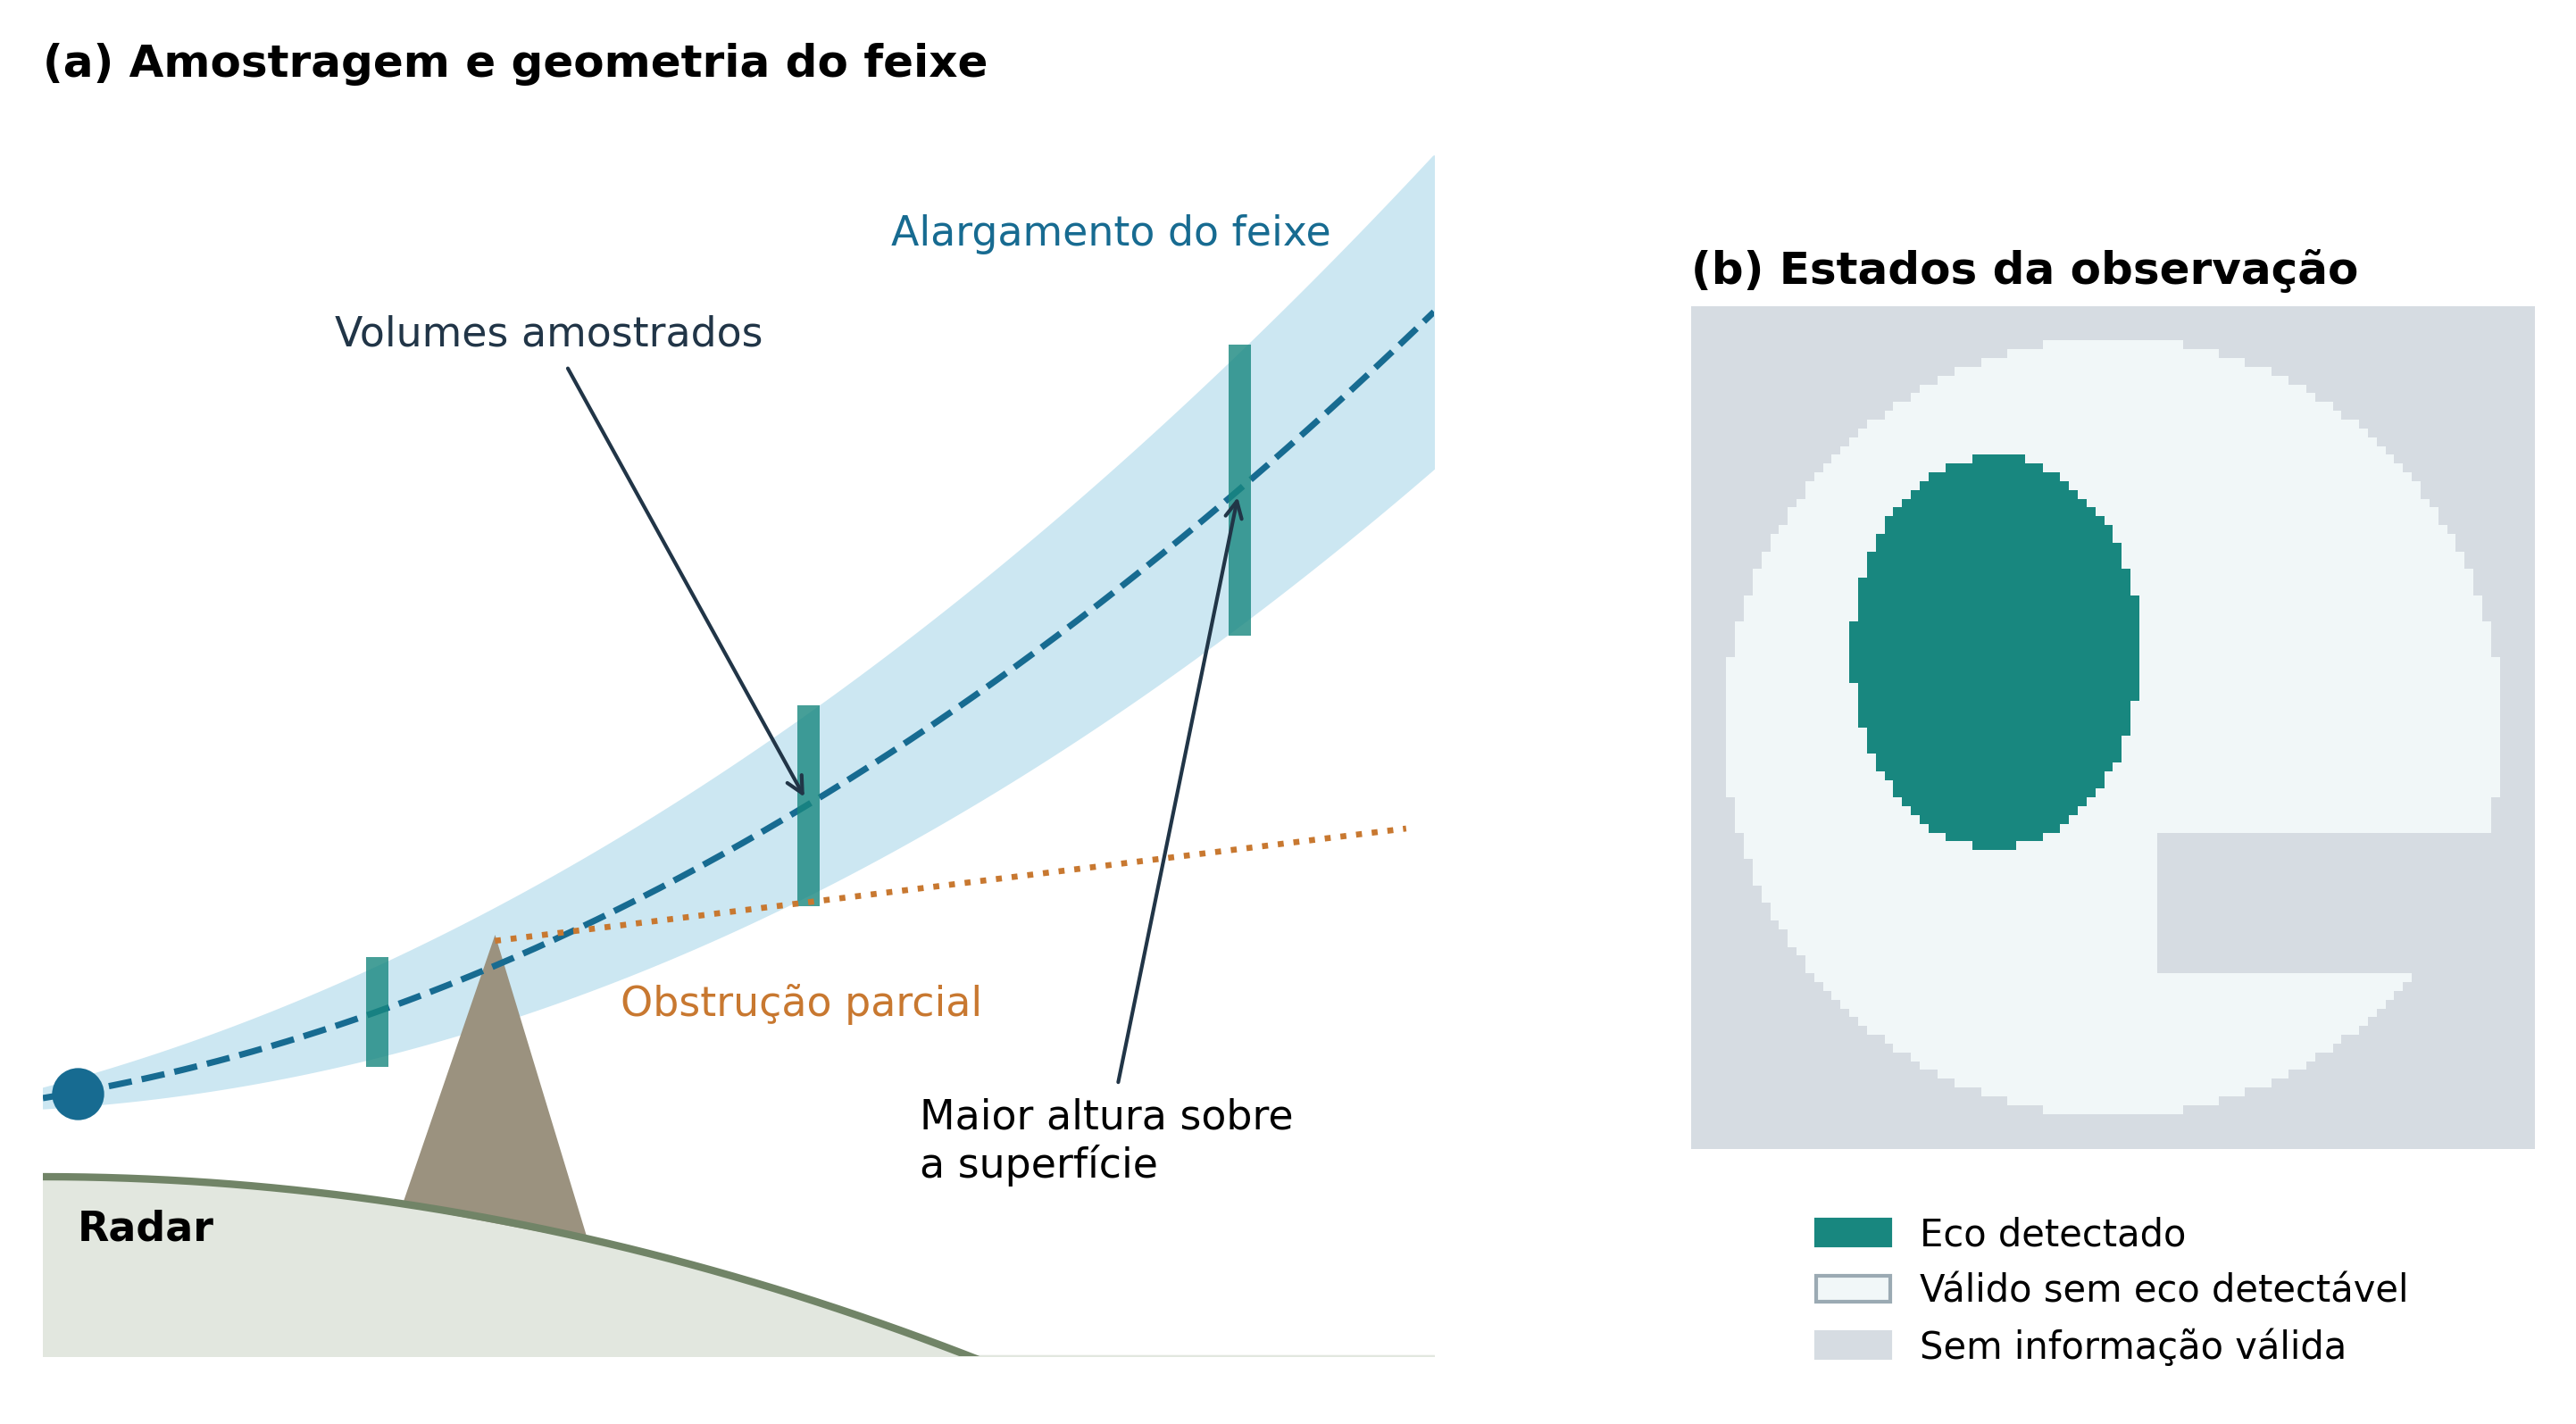 (a) Amostragem e geometria do feixe
Alargamento do feixe
Volumes amostrados
Obstrução parcial
Maior altura sobre
a superfície
Radar
(b) Estados da observação
Eco detectado
Válido sem eco detectável
Sem informação válida